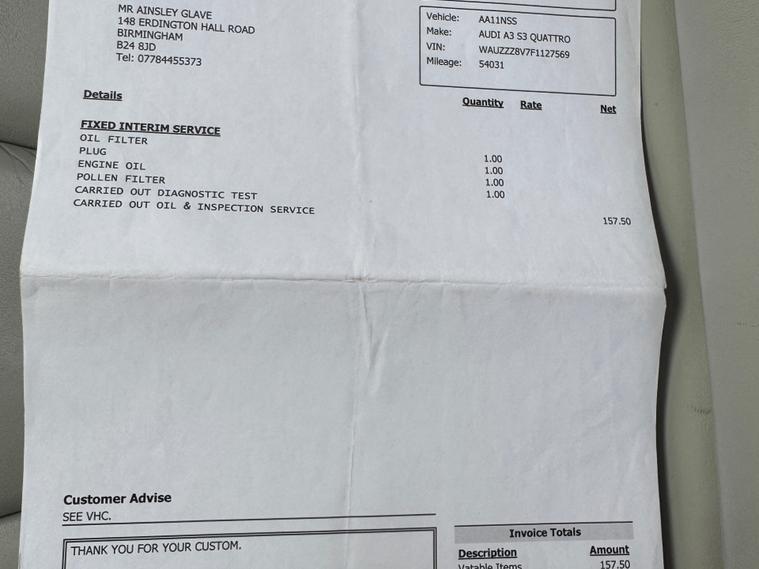 MR AINSLEY GLAVE
148 ERDINGTON HALL ROAD
BIRMINGHAM
B24 8JD
Tel: 07784455373
Vehicle: AA11NSS
Make: AUDI A3 S3 QUATTRO
VIN: WAUZZZ8V7F1127569
Mileage: 54031
Details Quantity Rate Net
FIXED INTERIM SERVICE
OIL FILTER 1.00
PLUG 1.00
ENGINE OIL 1.00
POLLEN FILTER 1.00
CARRIED OUT DIAGNOSTIC TEST
CARRIED OUT OIL & INSPECTION SERVICE 157.50
Customer Advise
SEE VHC.
THANK YOU FOR YOUR CUSTOM.
Invoice Totals
Description Amount
Vatable Items 157.50